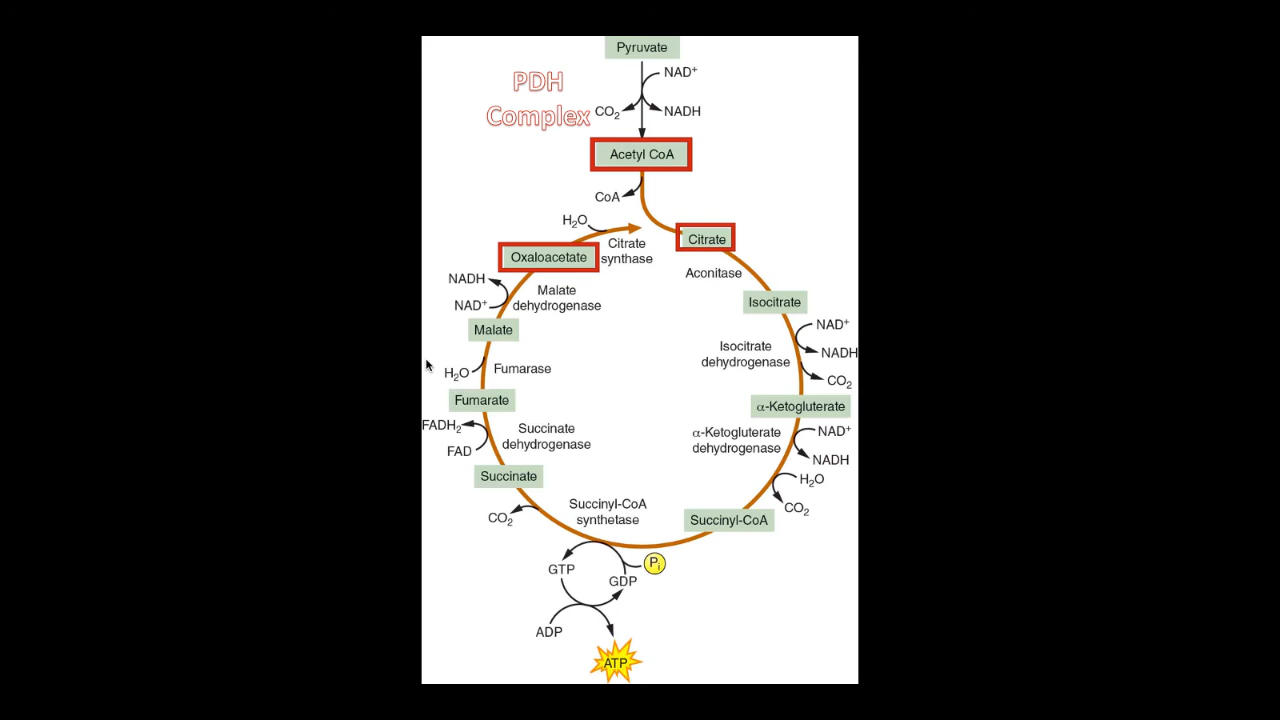 Pyruvate
PDH
Complex
NAD⁺
CO₂
NADH
Acetyl CoA
CoA
H₂O
Citrate
synthase
Citrate
Oxaloacetate
Aconitase
NADH
NAD⁺
Malate
dehydrogenase
Isocitrate
Malate
NAD⁺
NADH
CO₂
Isocitrate
dehydrogenase
H₂O
Fumarase
Fumarate
α-Ketogluterate
FADH₂
FAD
Succinate
dehydrogenase
α-Ketogluterate
dehydrogenase
NAD⁺
NADH
H₂O
CO₂
Succinate
CO₂
Succinyl-CoA
synthetase
Succinyl-CoA
GTP
GDP
Pᵢ
ADP
ATP